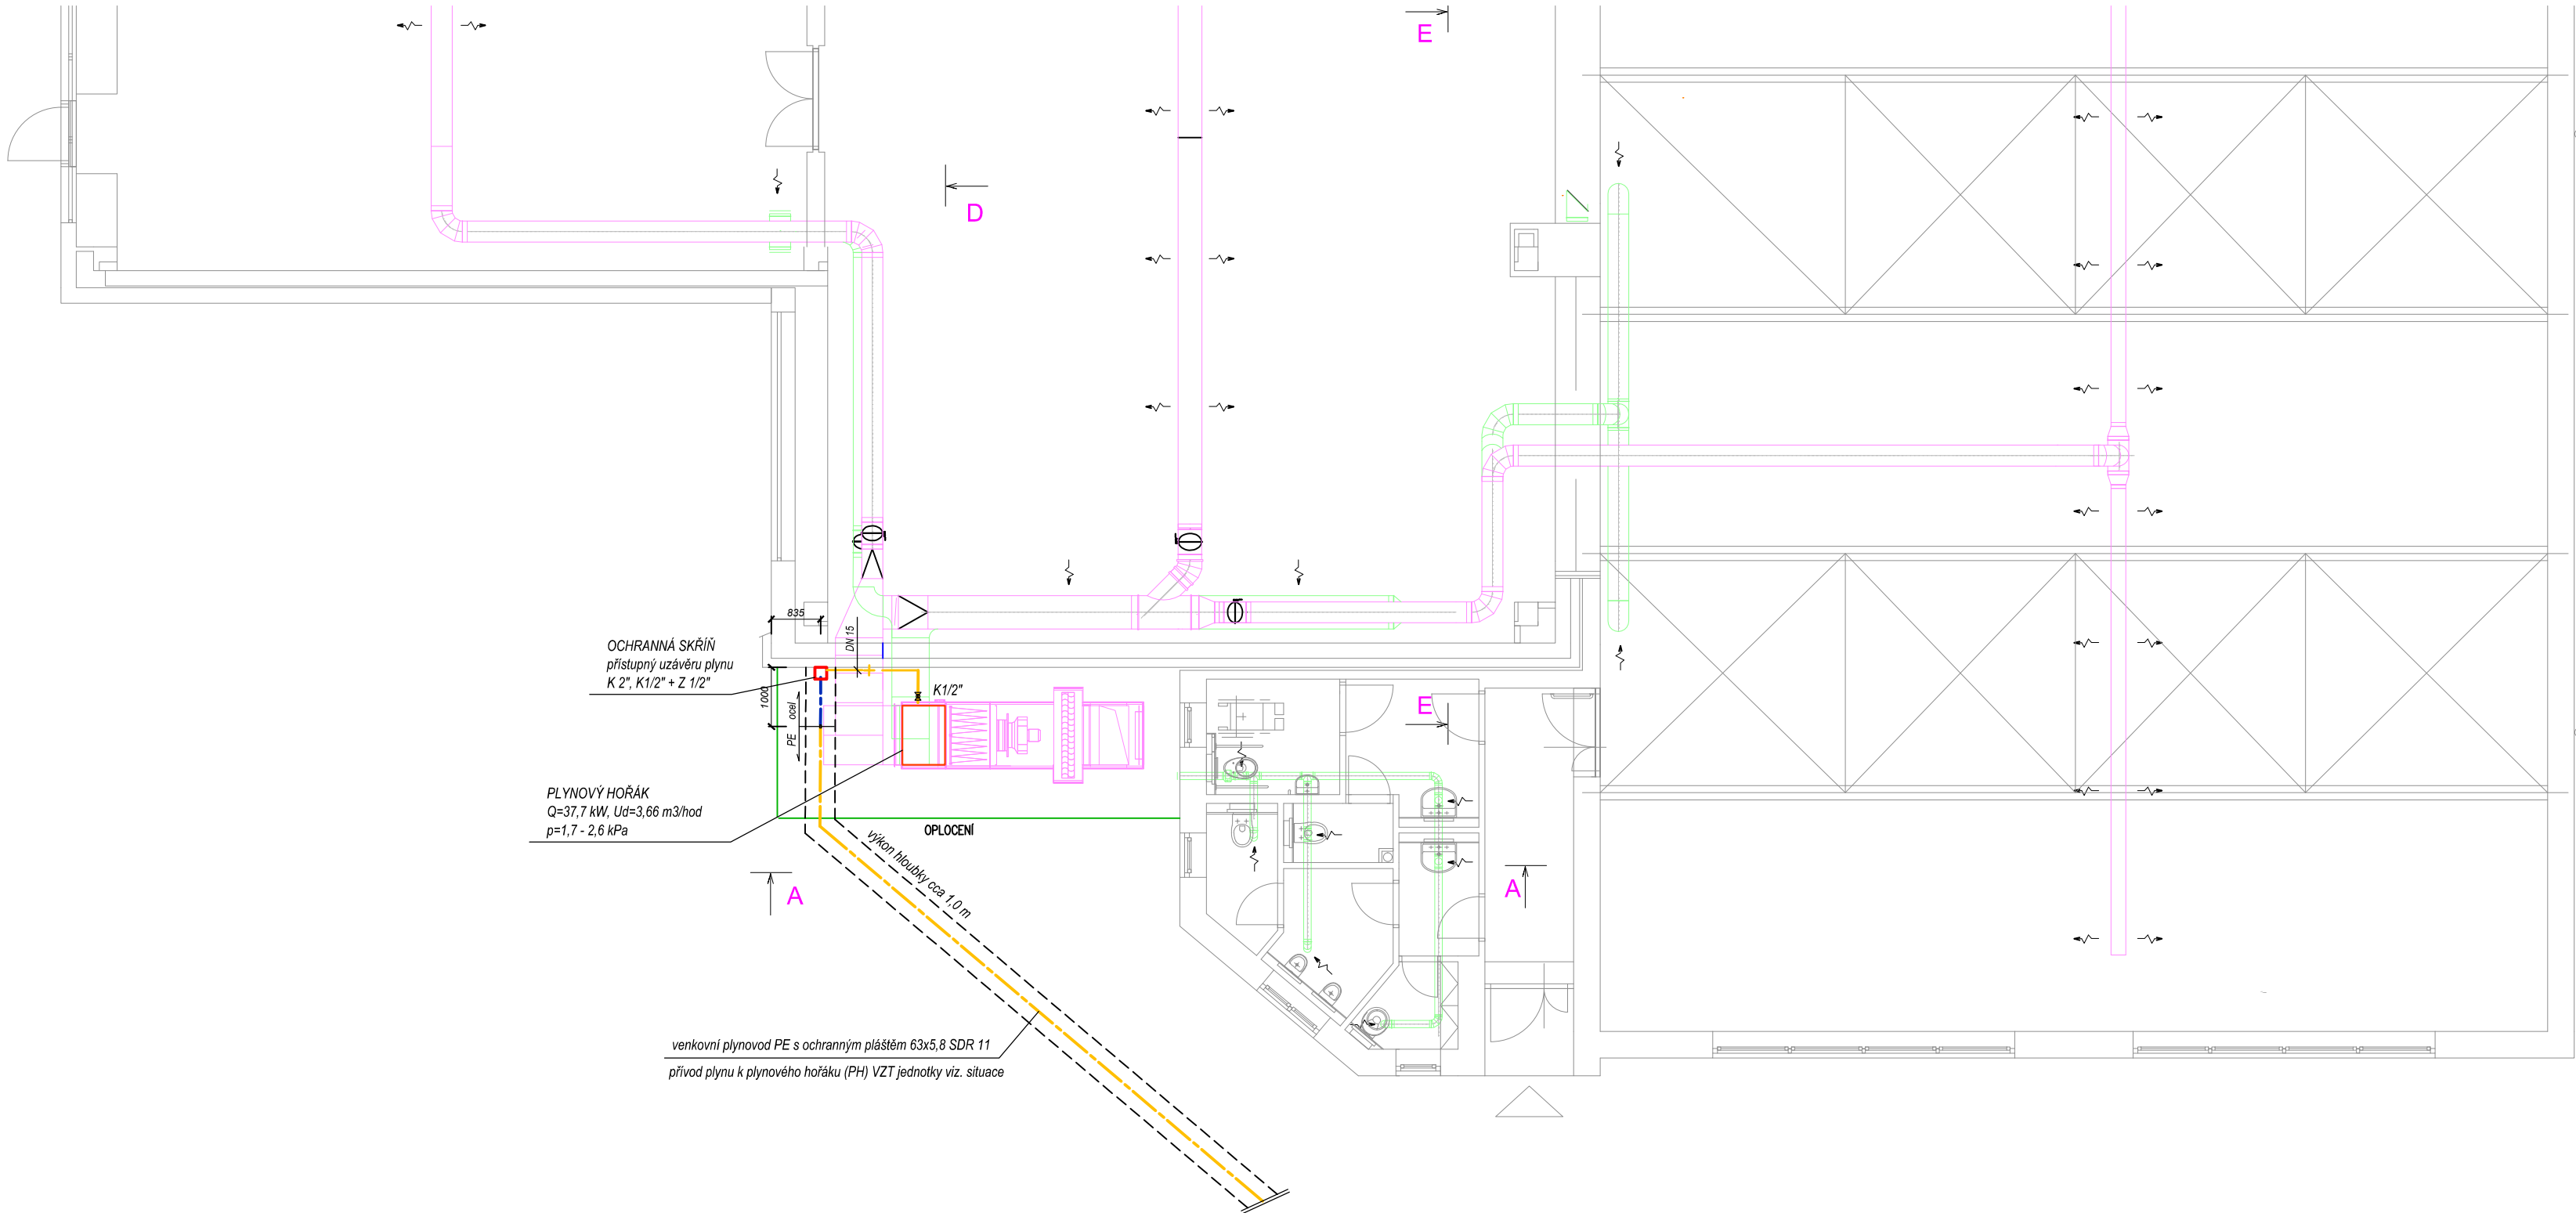 E
D
835
DN 15
OCHRANNÁ SKŘÍŇ
přístupný uzávěru plynu
K 2", K1/2" + Z 1/2"
1000
ocel
PE
K1/2"
E
PLYNOVÝ HOŘÁK
Q=37,7 kW, Ud=3,66 m3/hod
p=1,7 - 2,6 kPa
OPLOCENÍ
výkon hloubky cca 1,0 m
A
A
venkovní plynovod PE s ochranným pláštěm 63x5,8 SDR 11
přívod plynu k plynového hořáku (PH) VZT jednotky viz. situace